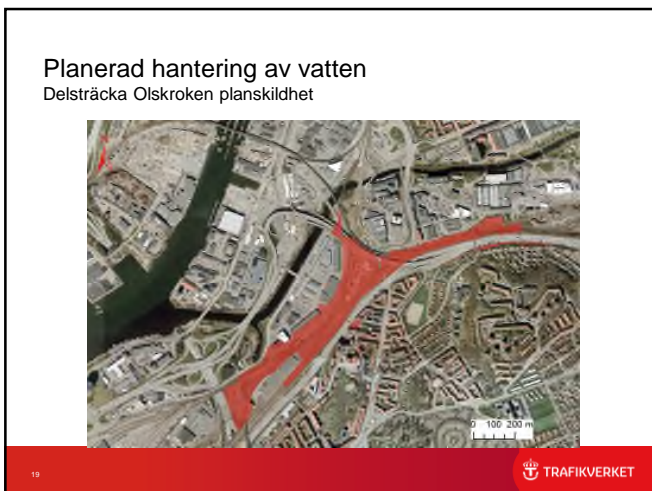 Planerad hantering av vatten
Delsträcka Olskroken planskildhet
0 100 200 m
19
TRAFIKVERKET